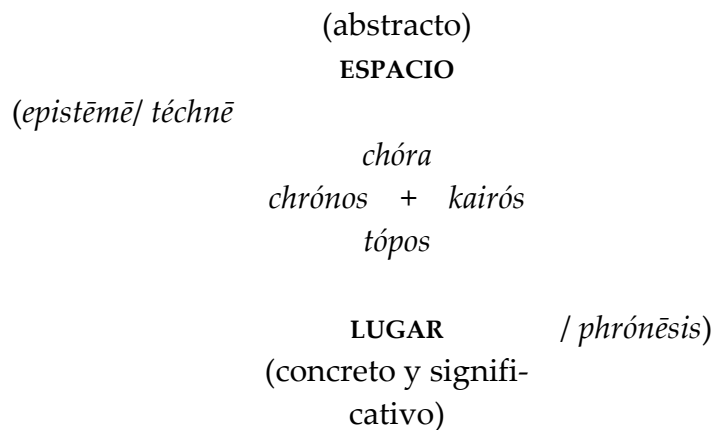 (abstracto)
ESPACIO
(epistēmē/ téchnē
chóra
chrónos + kairós
tópos
LUGAR / phrónēsis)
(concreto y signifi-
cativo)